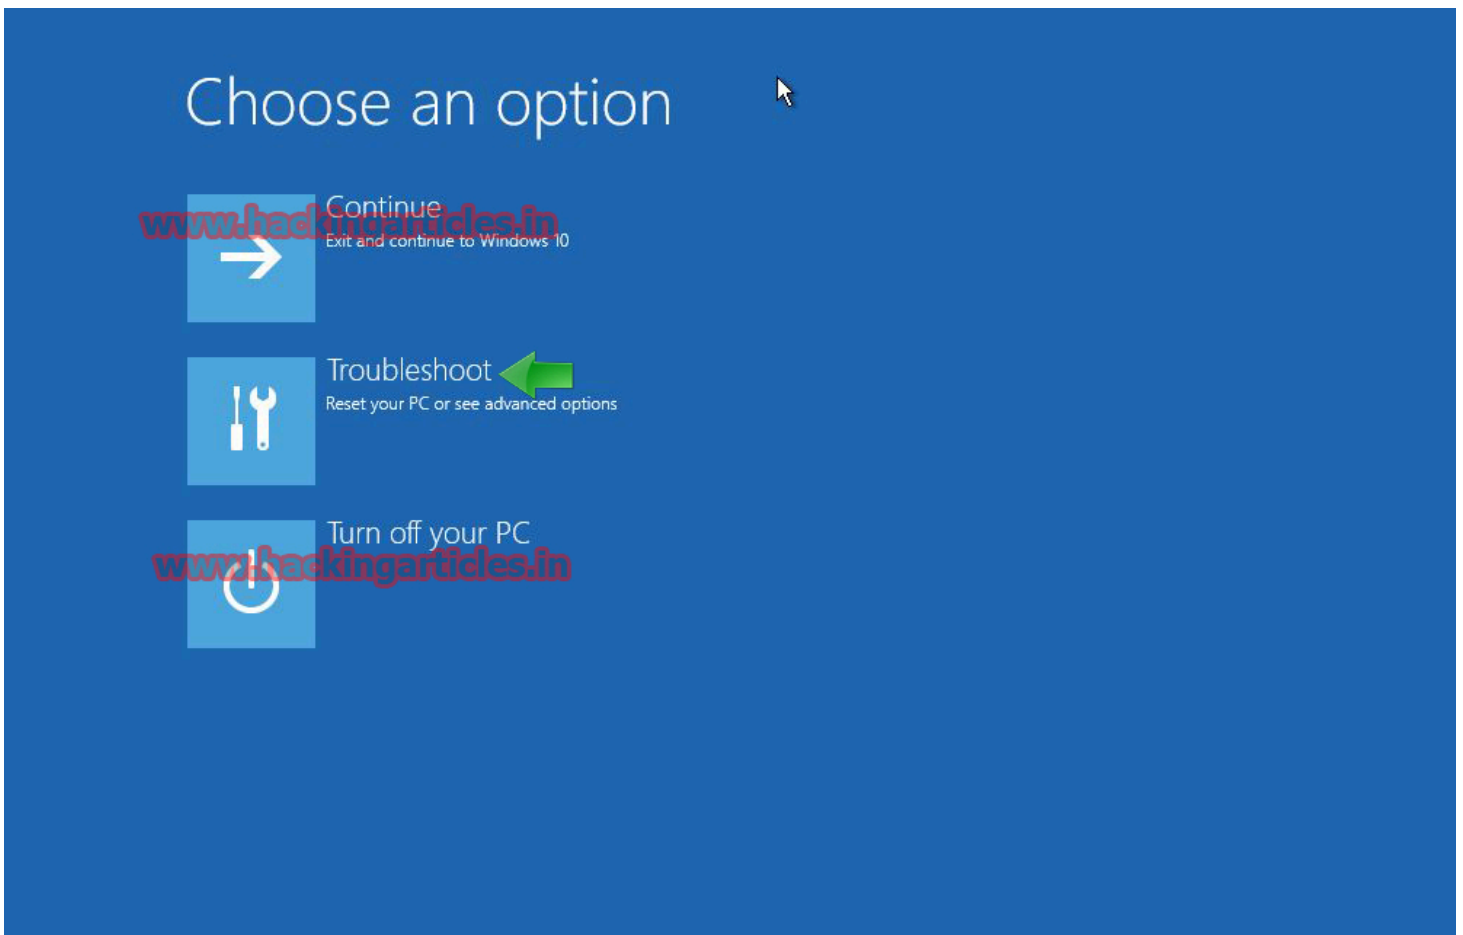 Choose an option
Continue
www.hackingarticles.in
Exit and continue to Windows 10
Troubleshoot
Reset your PC or see advanced options
Turn off your PC
www.hackingarticles.in